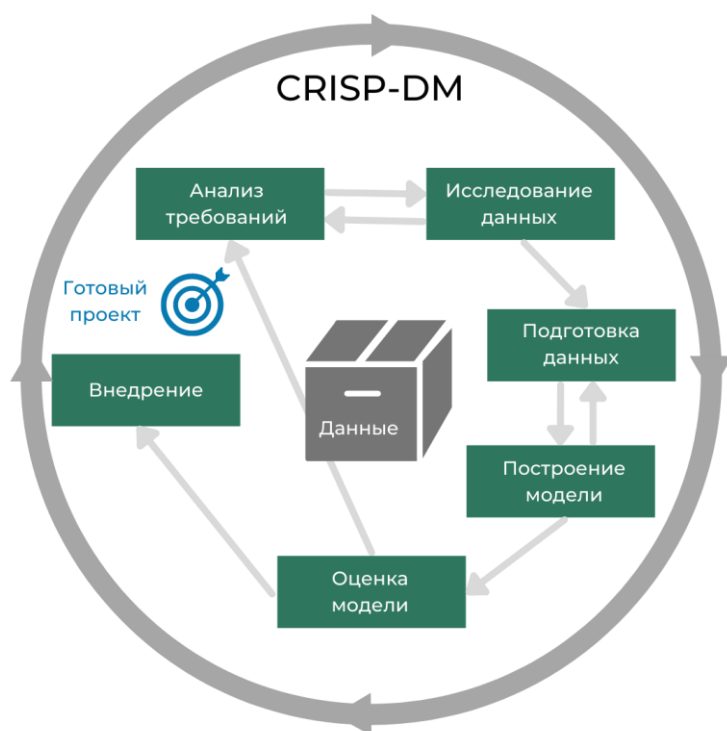 CRISP-DM
Анализ
требований
Исследование
данных
Готовый
проект
Подготовка
данных
Внедрение
Данные
Построение
модели
Оценка
модели